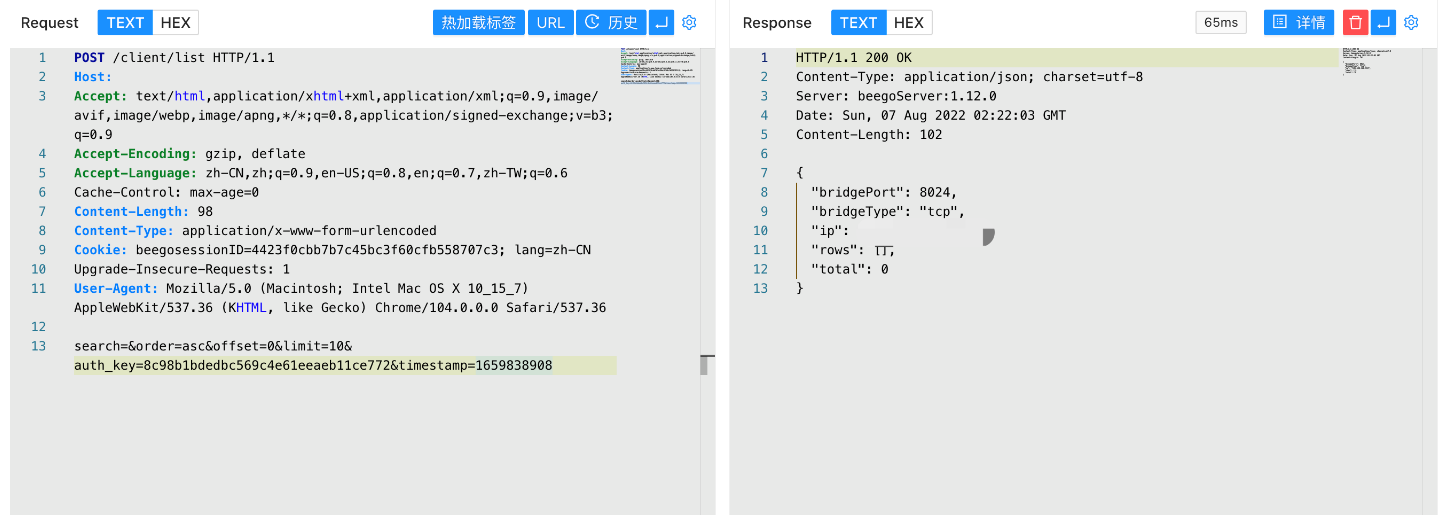 Request TEXT HEX 热加载标签 URL 历史
1 POST /client/list HTTP/1.1
2 Host:
3 Accept: text/html,application/xhtml+xml,application/xml;q=0.9,image/
avif,image/webp,image/apng,*/*;q=0.8,application/signed-exchange;v=b3;
q=0.9
4 Accept-Encoding: gzip, deflate
5 Accept-Language: zh-CN,zh;q=0.9,en-US;q=0.8,en;q=0.7,zh-TW;q=0.6
6 Cache-Control: max-age=0
7 Content-Length: 98
8 Content-Type: application/x-www-form-urlencoded
9 Cookie: beegosessionID=4423f0cbb7b7c45bc3f60cfb558707c3; lang=zh-CN
10 Upgrade-Insecure-Requests: 1
11 User-Agent: Mozilla/5.0 (Macintosh; Intel Mac OS X 10_15_7)
AppleWebKit/537.36 (KHTML, like Gecko) Chrome/104.0.0.0 Safari/537.36
12
13 search=&order=asc&offset=0&limit=10&
auth_key=8c98b1bdedbc569c4e61eeaeb11ce772&timestamp=1659838908
Response TEXT HEX 65ms 详情
1 HTTP/1.1 200 OK
2 Content-Type: application/json; charset=utf-8
3 Server: beegoServer:1.12.0
4 Date: Sun, 07 Aug 2022 02:22:03 GMT
5 Content-Length: 102
6
7 {
8 "bridgePort": 8024,
9 "bridgeType": "tcp",
10 "ip":
11 "rows": [],
12 "total": 0
13 }